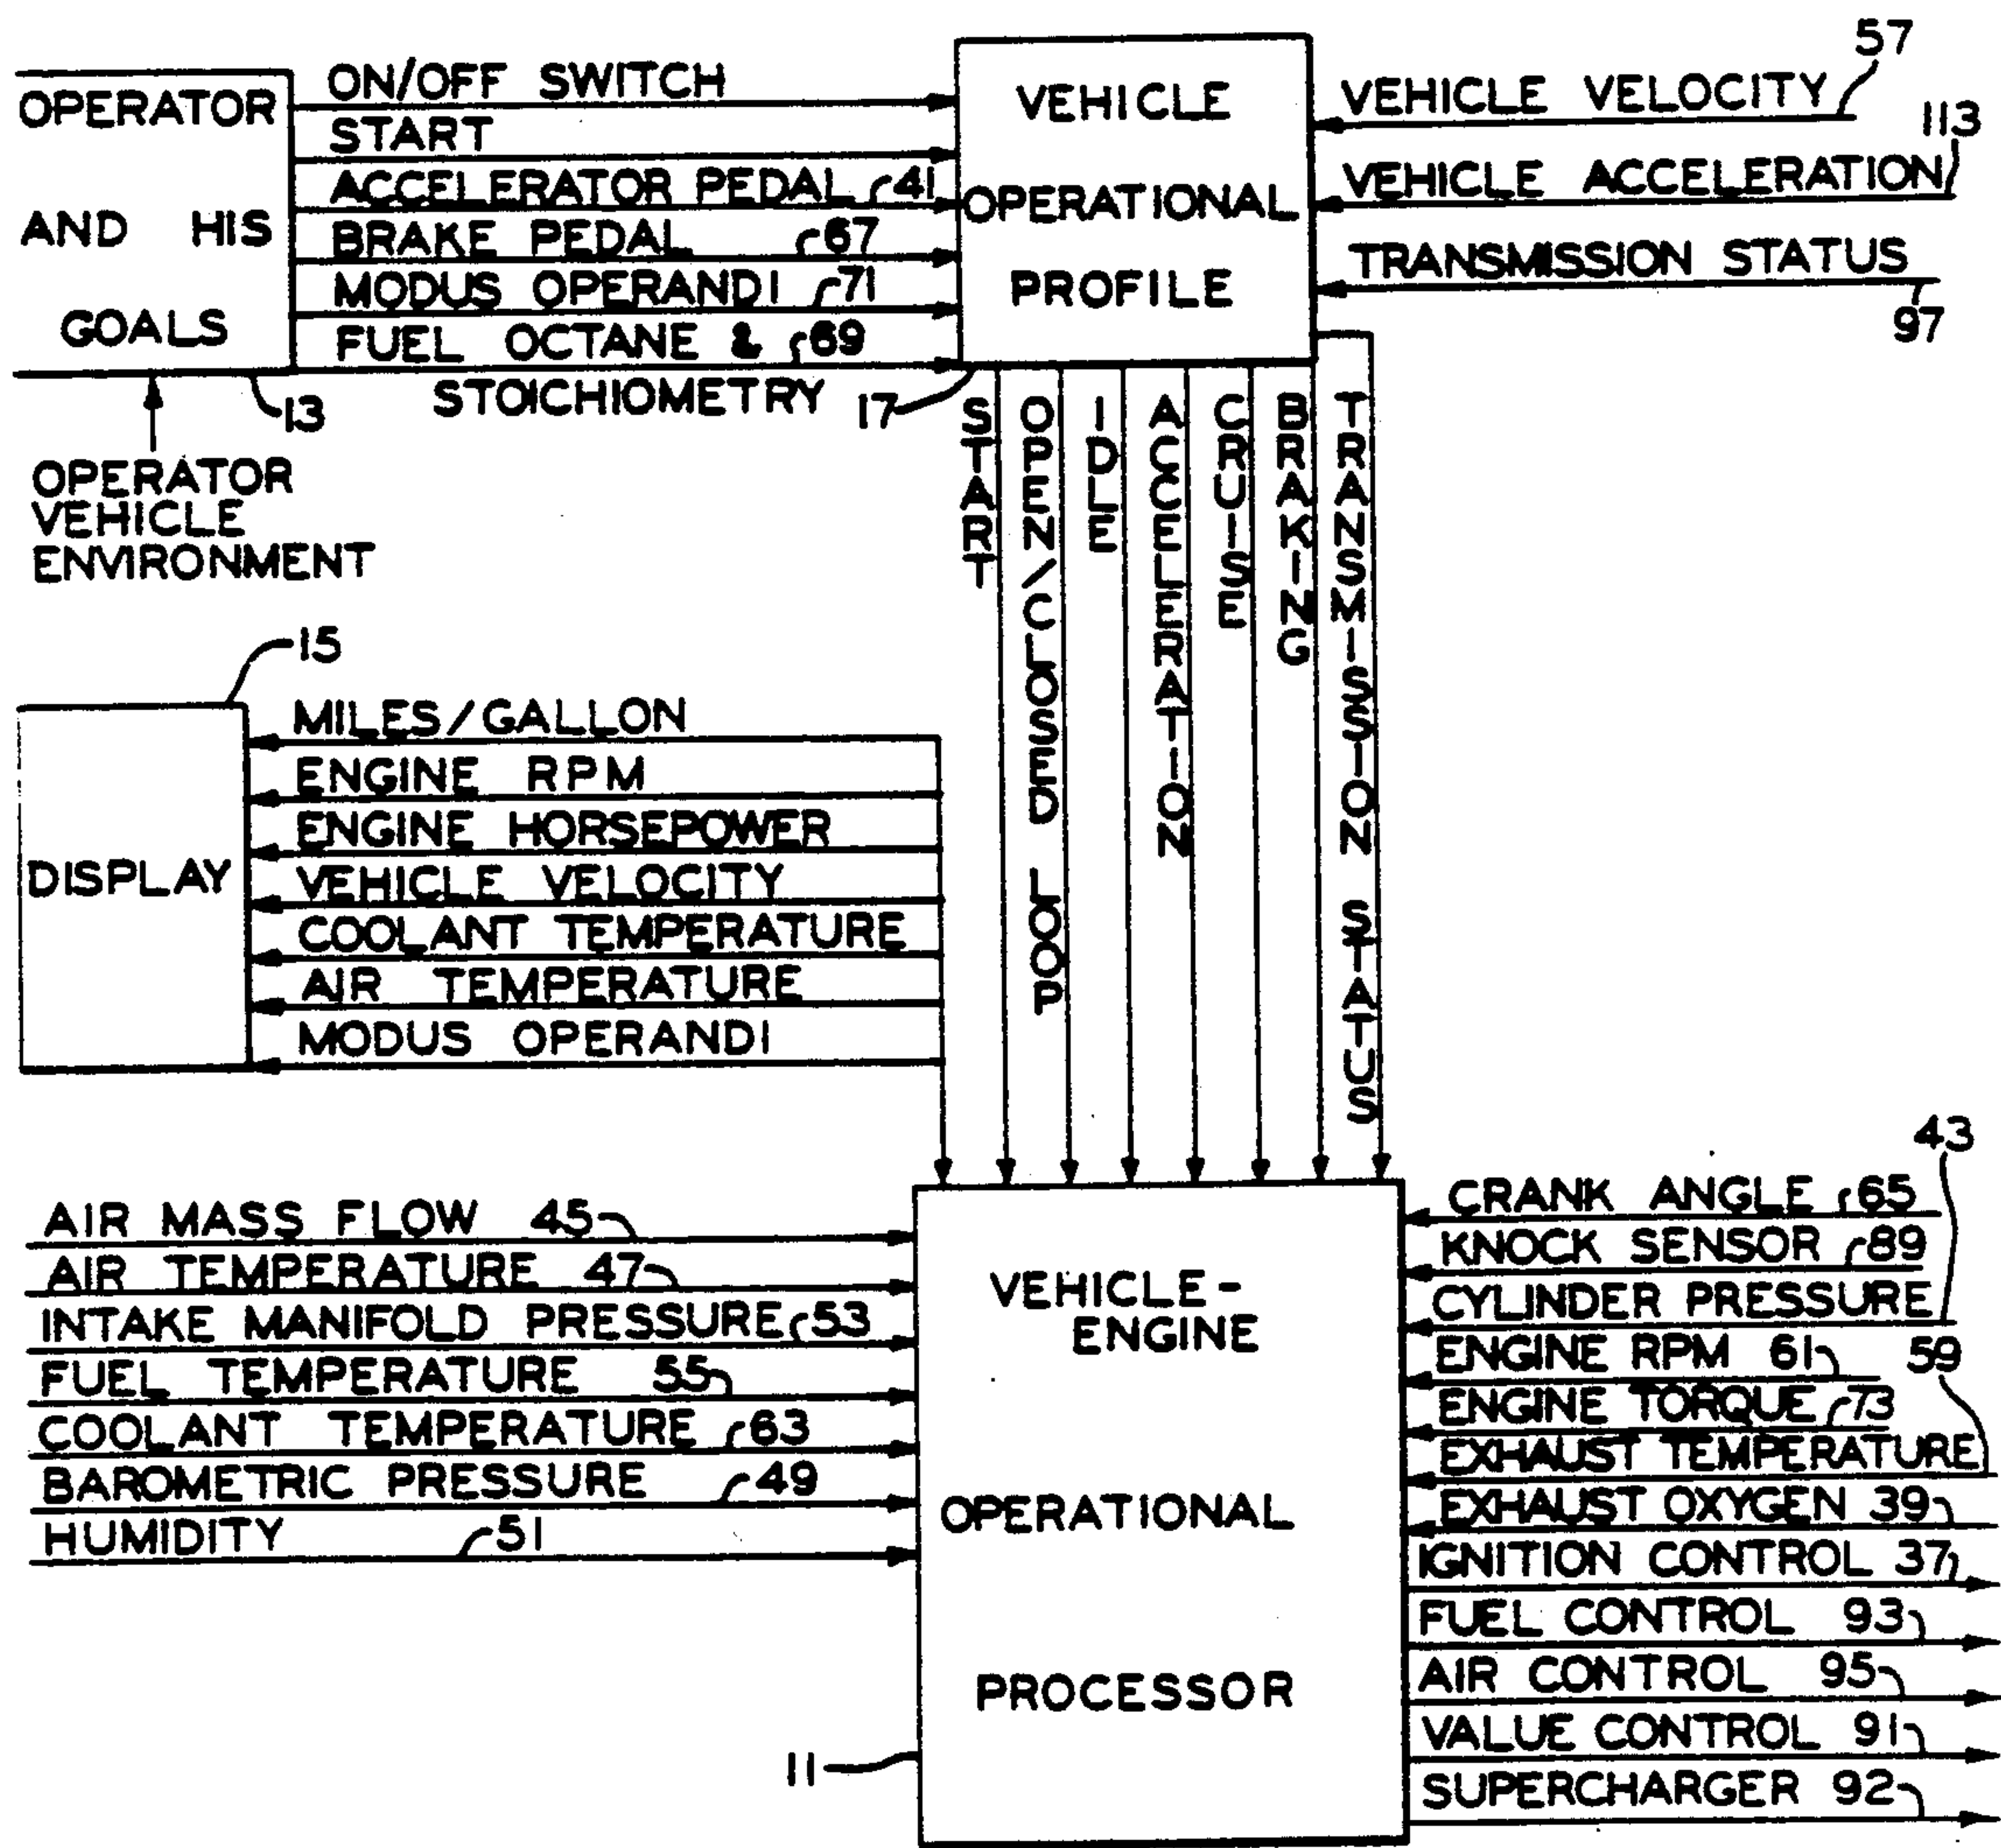 OPERATOR
AND HIS
GOALS
13
OPERATOR
VEHICLE
ENVIRONMENT
ON/OFF SWITCH
START
ACCELERATOR PEDAL 41
BRAKE PEDAL 67
MODUS OPERANDI 71
FUEL OCTANE & 69
STOICHIOMETRY
17
VEHICLE
OPERATIONAL
PROFILE
VEHICLE VELOCITY
57
VEHICLE ACCELERATION
113
TRANSMISSION STATUS
97
START
OPEN/CLOSED LOOP
IDLE
ACCELERATION
CRUISE
BRAKING
TRANSMISSION STATUS
15
DISPLAY
MILES/GALLON
ENGINE RPM
ENGINE HORSEPOWER
VEHICLE VELOCITY
COOLANT TEMPERATURE
AIR TEMPERATURE
MODUS OPERANDI
AIR MASS FLOW 45
AIR TEMPERATURE 47
INTAKE MANIFOLD PRESSURE 53
FUEL TEMPERATURE 55
COOLANT TEMPERATURE 63
BAROMETRIC PRESSURE 49
HUMIDITY 51
VEHICLE-
ENGINE
OPERATIONAL
PROCESSOR
11
43
CRANK ANGLE 65
KNOCK SENSOR 89
CYLINDER PRESSURE
ENGINE RPM 61
59
ENGINE TORQUE 73
EXHAUST TEMPERATURE
EXHAUST OXYGEN 39
IGNITION CONTROL 37
FUEL CONTROL 93
AIR CONTROL 95
VALUE CONTROL 91
SUPERCHARGER 92